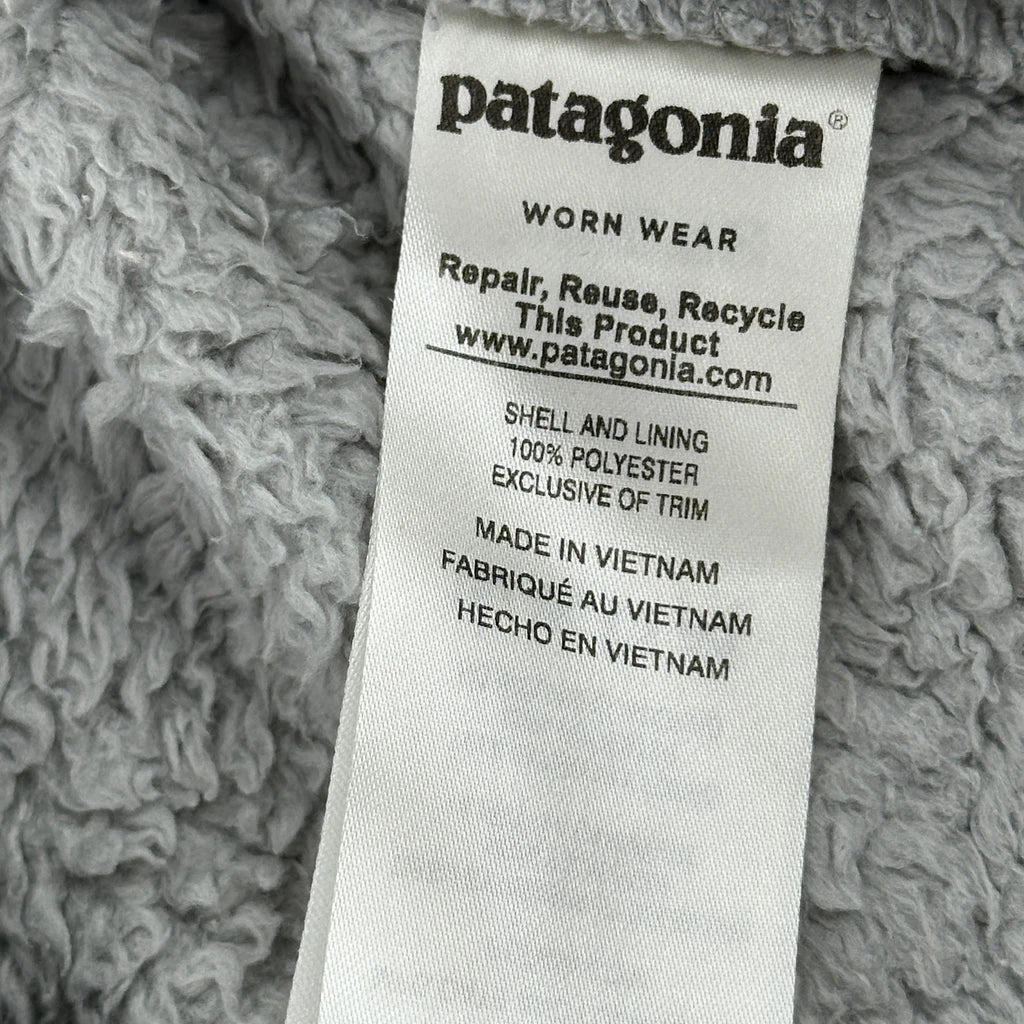 patagonia®
WORN WEAR
Repair, Reuse, Recycle
This Product
www.patagonia.com
SHELL AND LINING
100% POLYESTER
EXCLUSIVE OF TRIM
MADE IN VIETNAM
FABRIQUÉ AU VIETNAM
HECHO EN VIETNAM